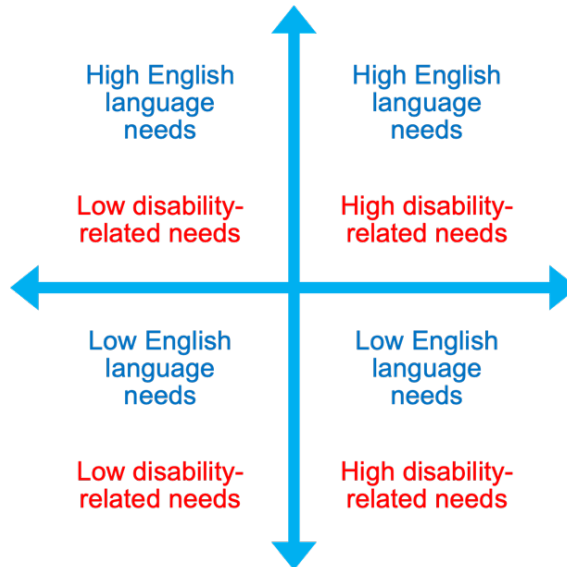 High English
language
needs
Low disability-
related needs
High English
language
needs
High disability-
related needs
Low English
language
needs
Low disability-
related needs
Low English
language
needs
High disability-
related needs